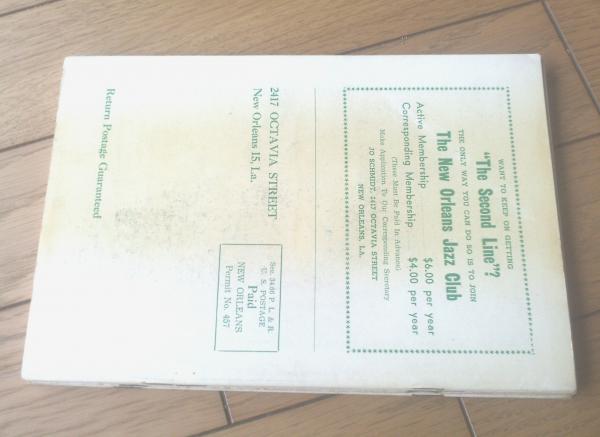 WANT TO KEEP ON GETTING
"The Second Line"?
THE ONLY WAY YOU CAN DO SO IS TO JOIN
The New Orleans Jazz Club
Active Membership $6.00 per year
Corresponding Membership $4.00 per year
(These Must Be Paid In Advance)
Make Application To Our Corresponding Secretary
JO SCHMIDT, 2417 OCTAVIA STREET
NEW ORLEANS, LA.
2417 OCTAVIA STREET
New Orleans 15, La.
Sec. 34.66 P. L. & R.
U. S. POSTAGE
Paid
NEW ORLEANS
Permit No. 457
Return Postage Guaranteed